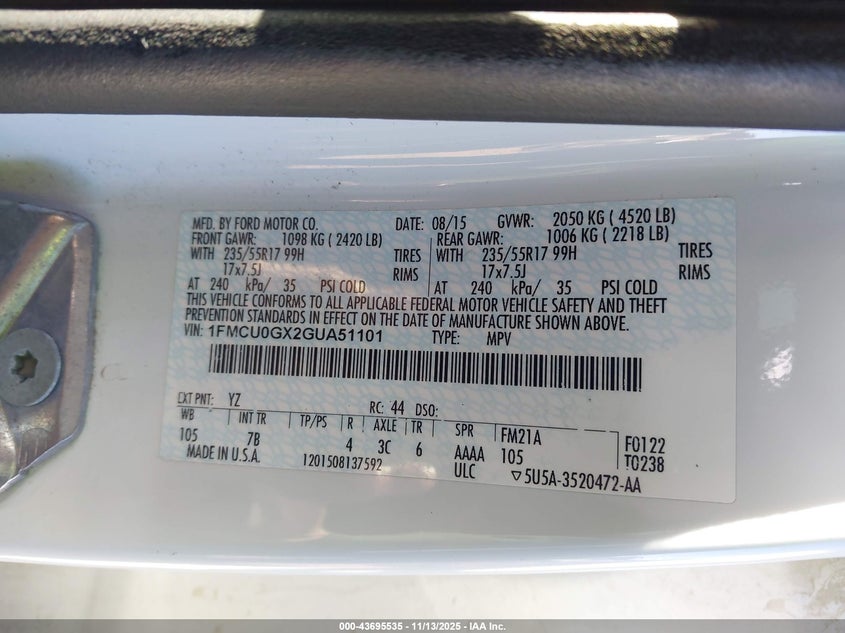 MFD. BY FORD MOTOR CO. DATE: 08/15 GVWR: 2050 KG ( 4520 LB)
FRONT GAWR: 1098 KG ( 2420 LB) REAR GAWR: 1006 KG ( 2218 LB)
WITH 235/55R17 99H TIRES WITH 235/55R17 99H TIRES
17x7.5J RIMS 17x7.5J RIMS
AT 240 kPa/ 35 PSI COLD AT 240 kPa/ 35 PSI COLD
THIS VEHICLE CONFORMS TO ALL APPLICABLE FEDERAL MOTOR VEHICLE SAFETY AND THEFT
PREVENTION STANDARDS IN EFFECT ON THE DATE OF MANUFACTURE SHOWN ABOVE.
VIN: 1FMCU0GX2GUA51101 TYPE: MPV
EXT PNT: YZ RC: 44 DSO:
WB INT TR TP/PS R AXLE TR SPR FM21A F0122
105 7B 4 3C 6 AAAA 105 T0238
MADE IN U.S.A. 1201508137592 ULC ▽5U5A-3520472-AA
000-43695535 - 11/13/2025 - IAA Inc.